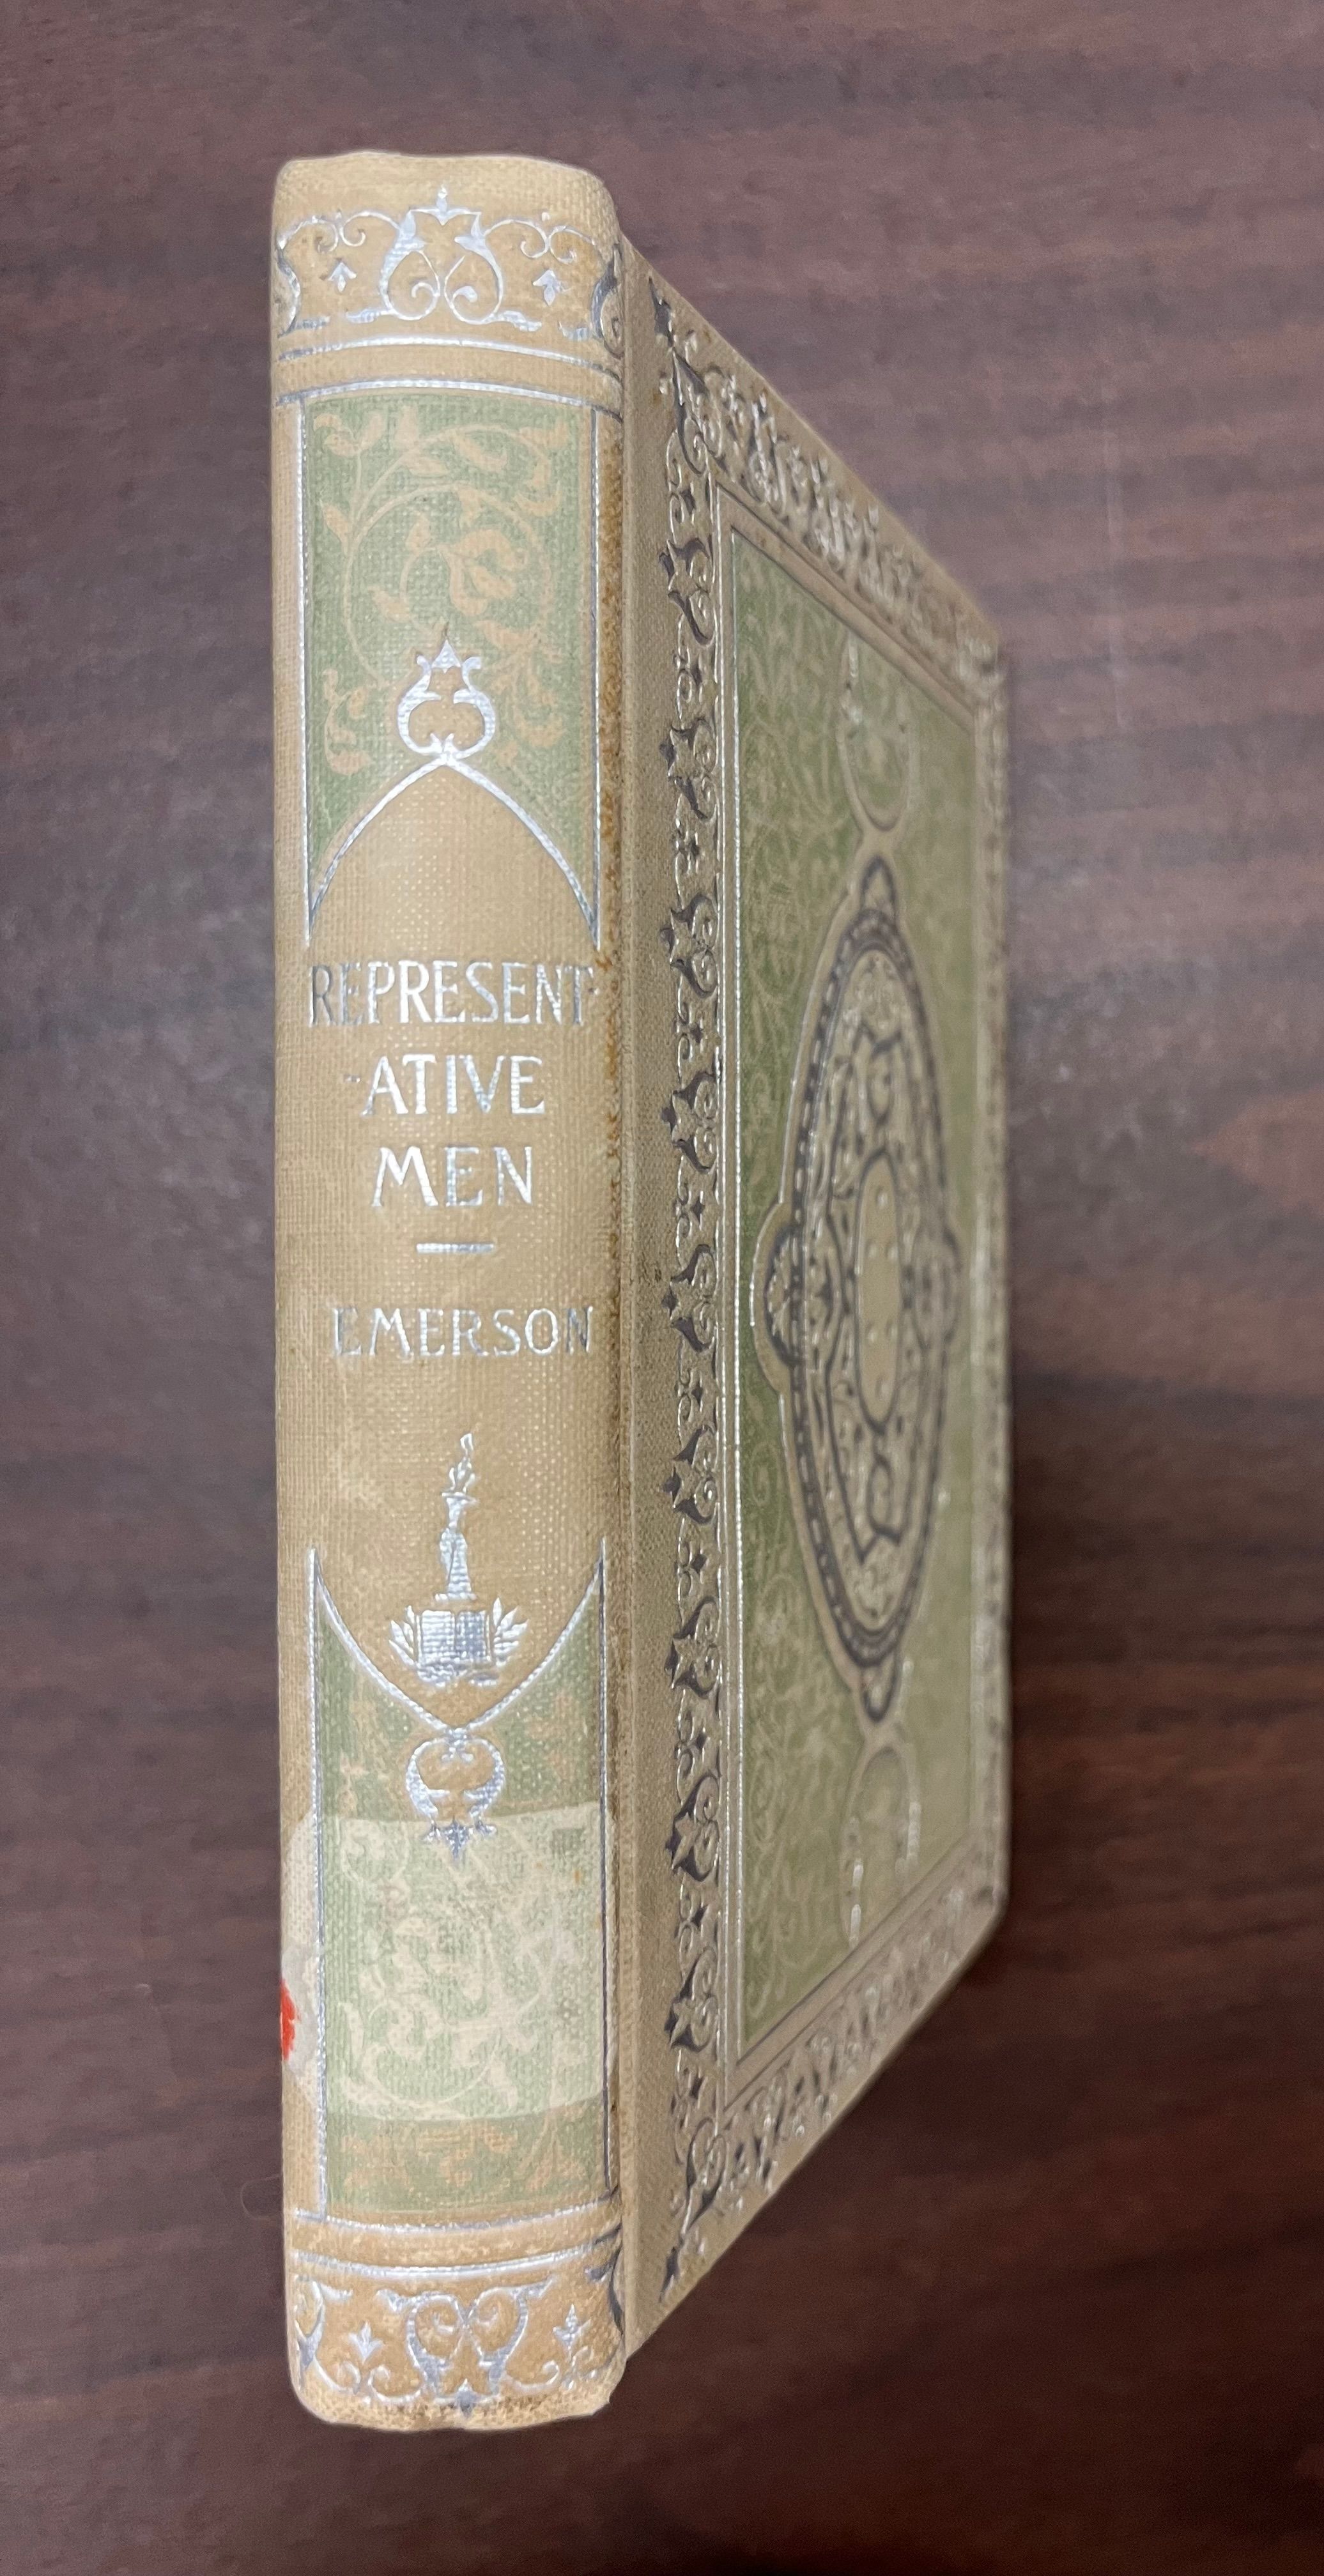 REPRESENT-
-ATIVE
MEN
EMERSON